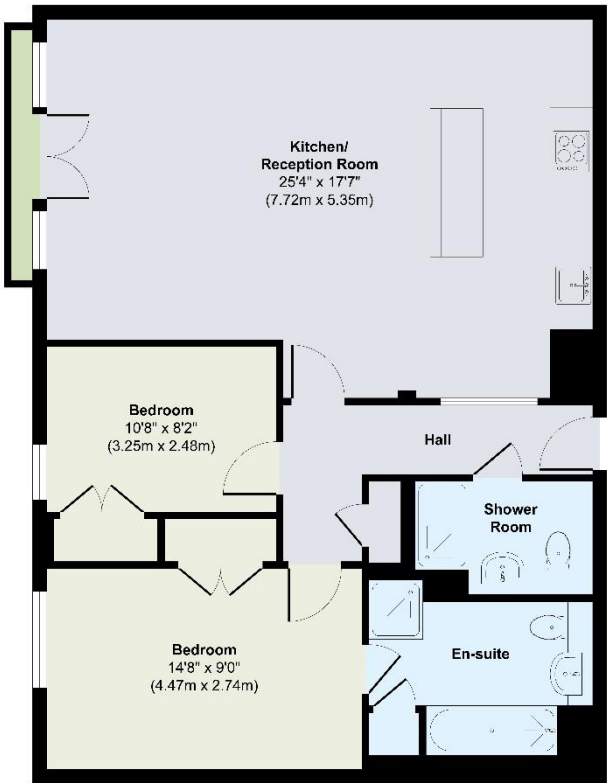 Kitchen/
Reception Room
25'4" x 17'7"
(7.72m x 5.35m)
Bedroom
10'8" x 8'2"
(3.25m x 2.48m)
Hall
Shower
Room
Bedroom
14'8" x 9'0"
(4.47m x 2.74m)
En-suite